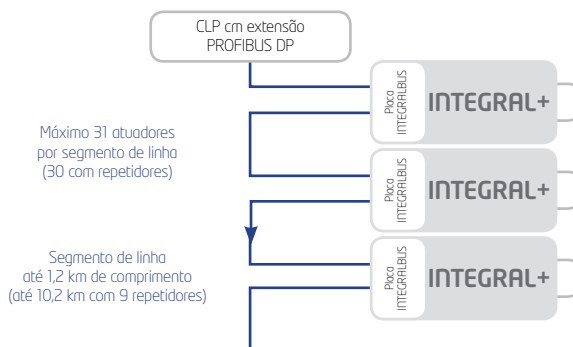 CLP cm extensão
PROFIBUS DP
Placa
INTEGRALBUS
INTEGRAL+
Máximo 31 atuadores
por segmento de linha
(30 com repetidores)
Placa
INTEGRALBUS
INTEGRAL+
Segmento de linha
até 1,2 km de comprimento
(até 10,2 km com 9 repetidores)
Placa
INTEGRALBUS
INTEGRAL+